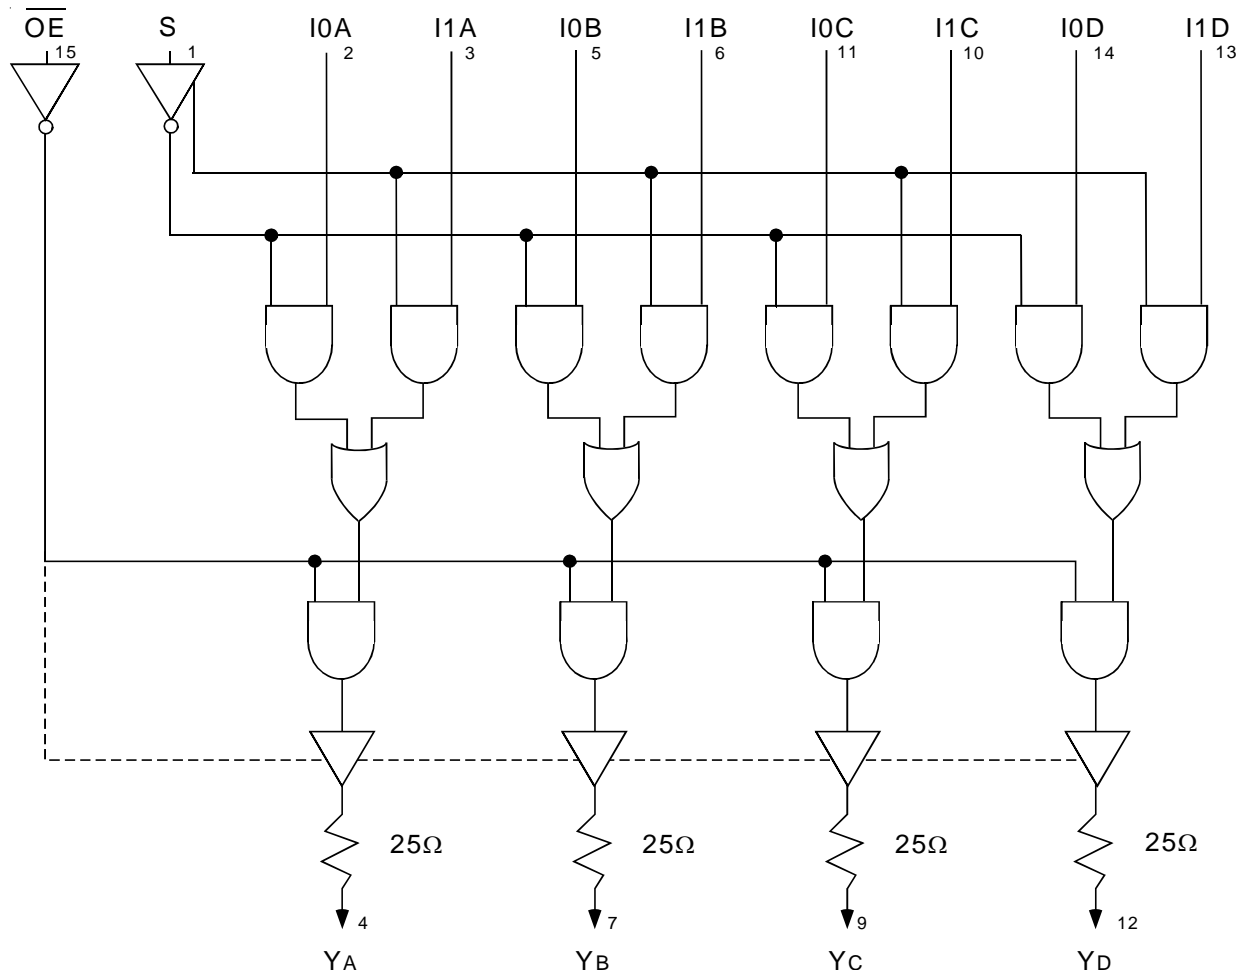 OE S I0A I1A I0B I1B I0C I1C I0D I1D
15 1 2 3 5 6 11 10 14 13
25Ω 25Ω 25Ω 25Ω
4 7 9 12
YA YB YC YD